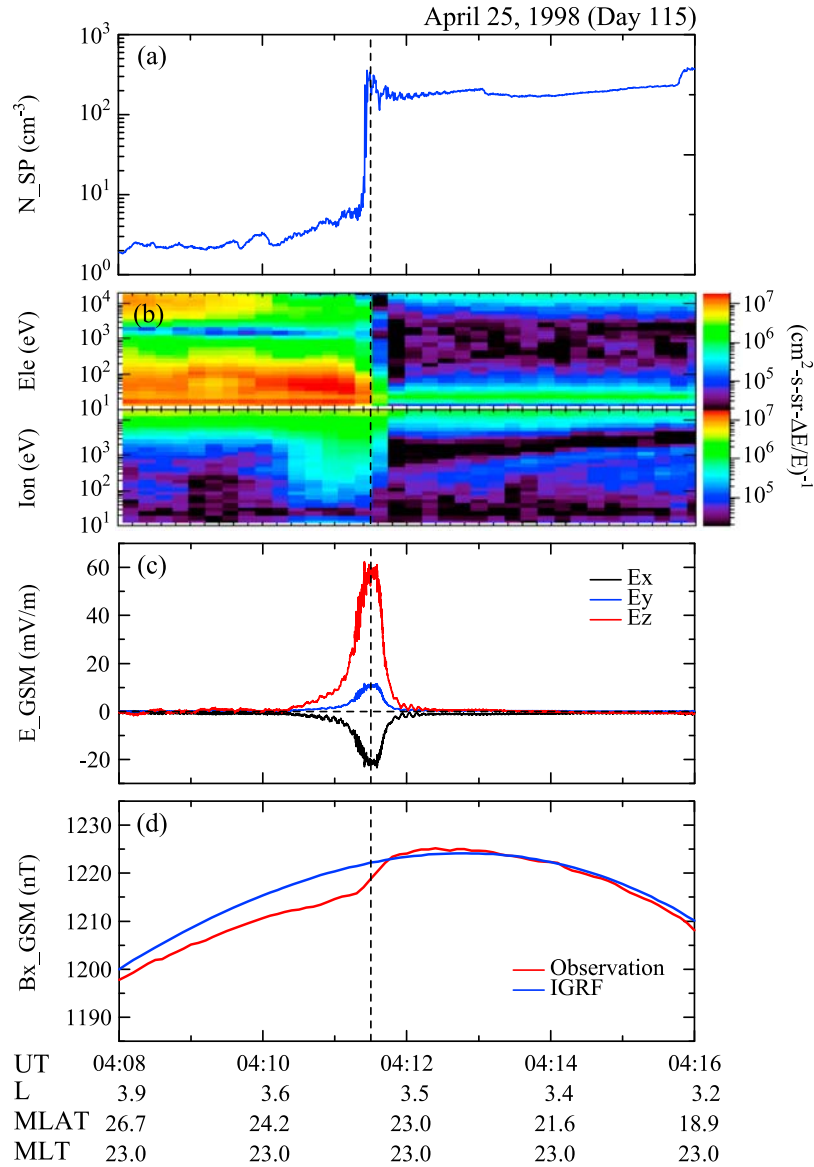 April 25, 1998 (Day 115)
(a)
N_SP (cm-3)
10^3
10^2
10^1
10^0
(b)
Ele (eV)
10^4
10^3
10^2
10^1
Ion (eV)
10^3
10^2
10^1
10^7
10^6
10^5
10^7
10^6
10^5
(cm^2-s-sr-ΔE/E)^-1
(c)
E_GSM (mV/m)
60
40
20
0
-20
Ex
Ey
Ez
(d)
Bx_GSM (nT)
1230
1220
1210
1200
1190
Observation
IGRF
UT 04:08 04:10 04:12 04:14 04:16
L 3.9 3.6 3.5 3.4 3.2
MLAT 26.7 24.2 23.0 21.6 18.9
MLT 23.0 23.0 23.0 23.0 23.0